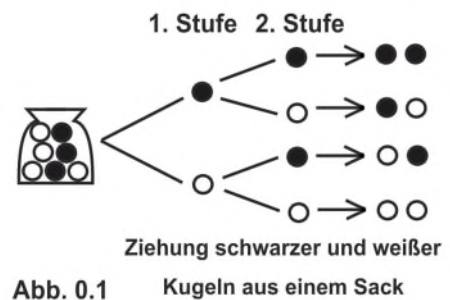 1. Stufe 2. Stufe
Ziehung schwarzer und weißer
Abb. 0.1 Kugeln aus einem Sack